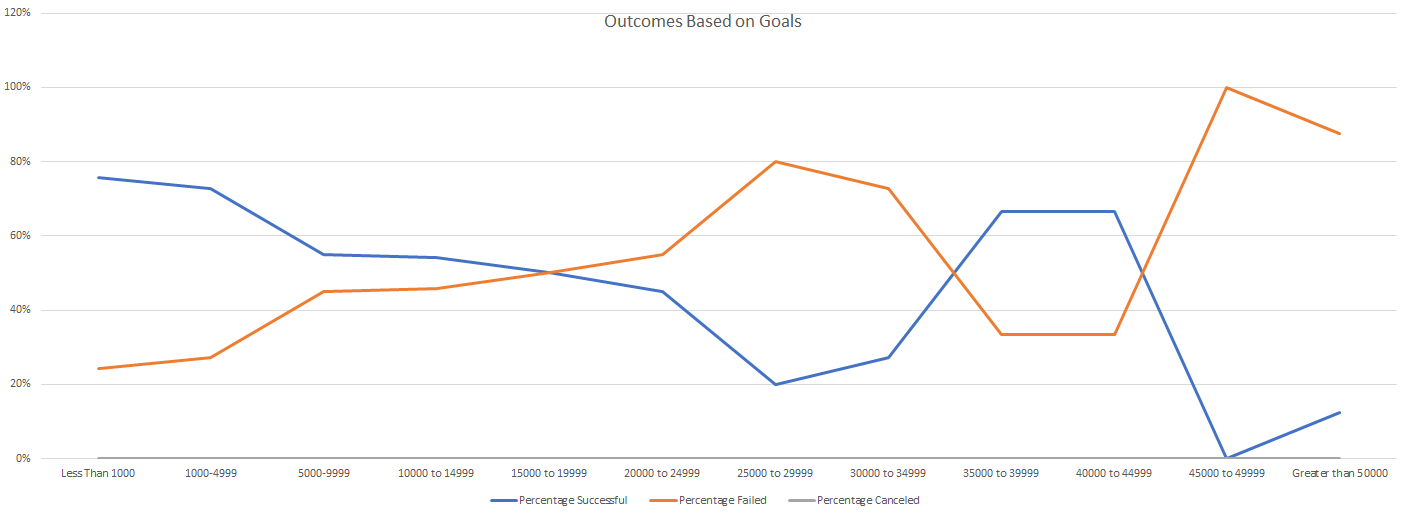 Outcomes Based on Goals
120%
100%
80%
60%
40%
20%
0%
Less Than 1000 1000-4999 5000-9999 10000 to 14999 15000 to 19999 20000 to 24999 25000 to 29999 30000 to 34999 35000 to 39999 40000 to 44999 45000 to 49999 Greater than 50000
Percentage Successful Percentage Failed Percentage Canceled